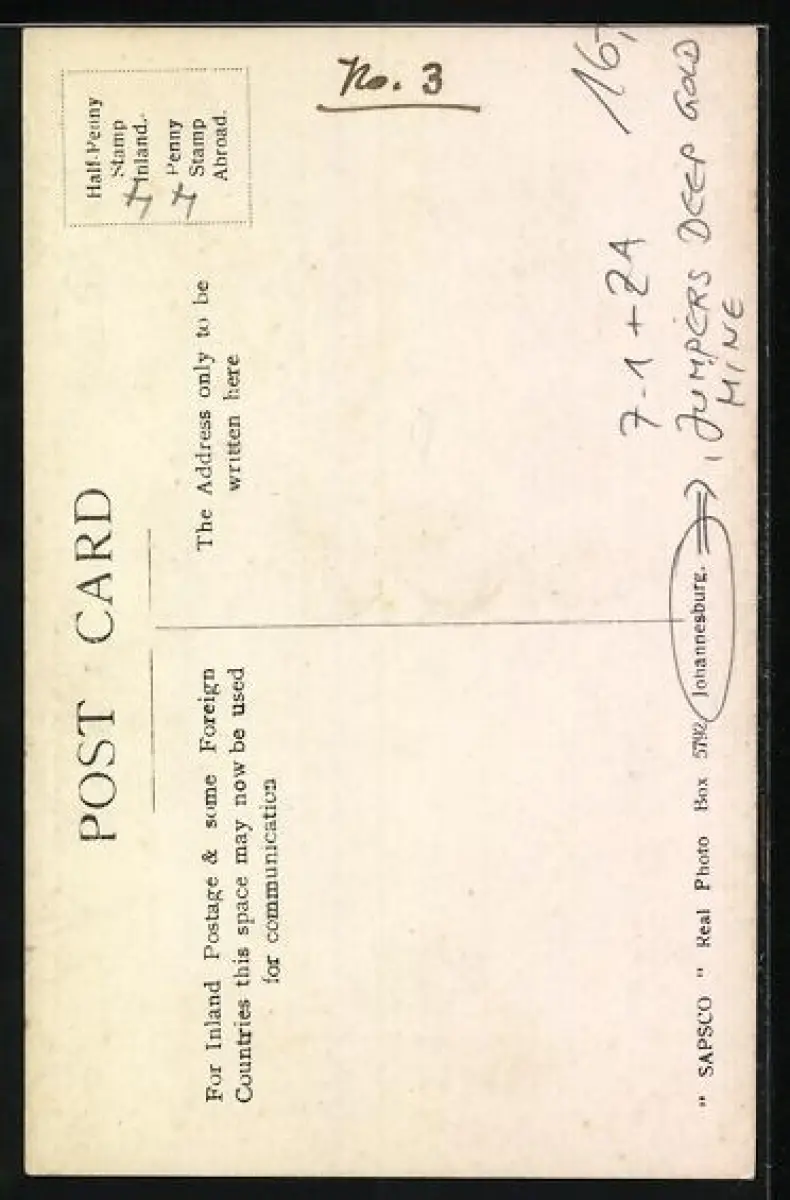 POST CARD
Half-Penny
Stamp
Inland.
Penny
Stamp
Abroad.
No. 3
For Inland Postage & some Foreign
Countries this space may now be used
for communication
The Address only to be
written here
7-1+24
16,
" SAPSCO " Real Photo Box 5792, Johannesburg.
JUMPERS DEEP GOLD
MINE